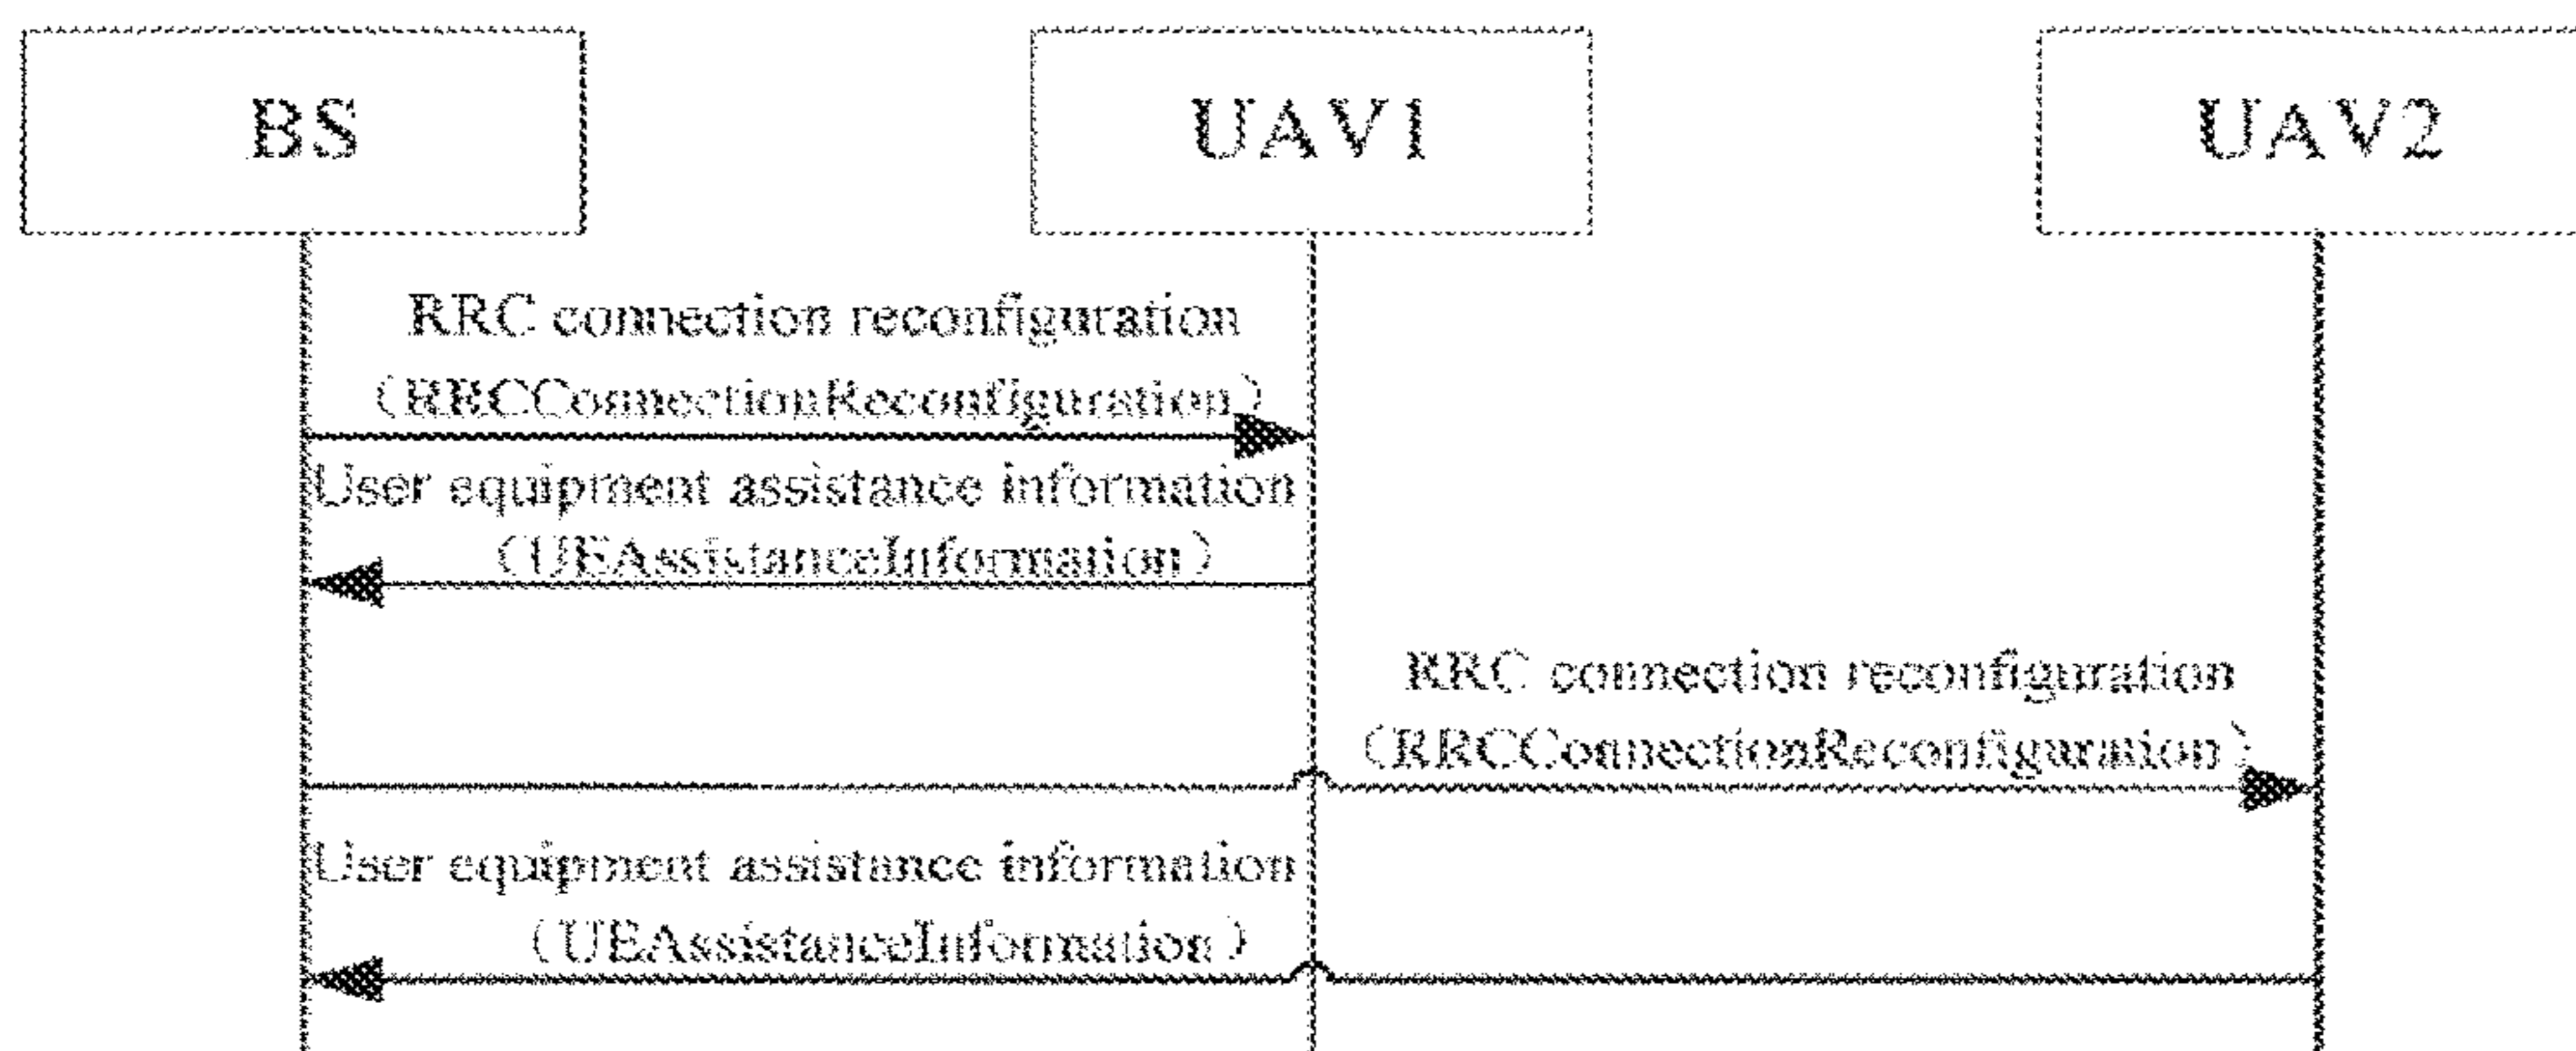 BS
UAV1
UAV2
RRC connection reconfiguration
（RRCConnectionReconfiguration）
User equipment assistance information
（UEAssistanceInformation）
RRC connection reconfiguration
（RRCConnectionReconfiguration）
User equipment assistance information
（UEAssistanceInformation）